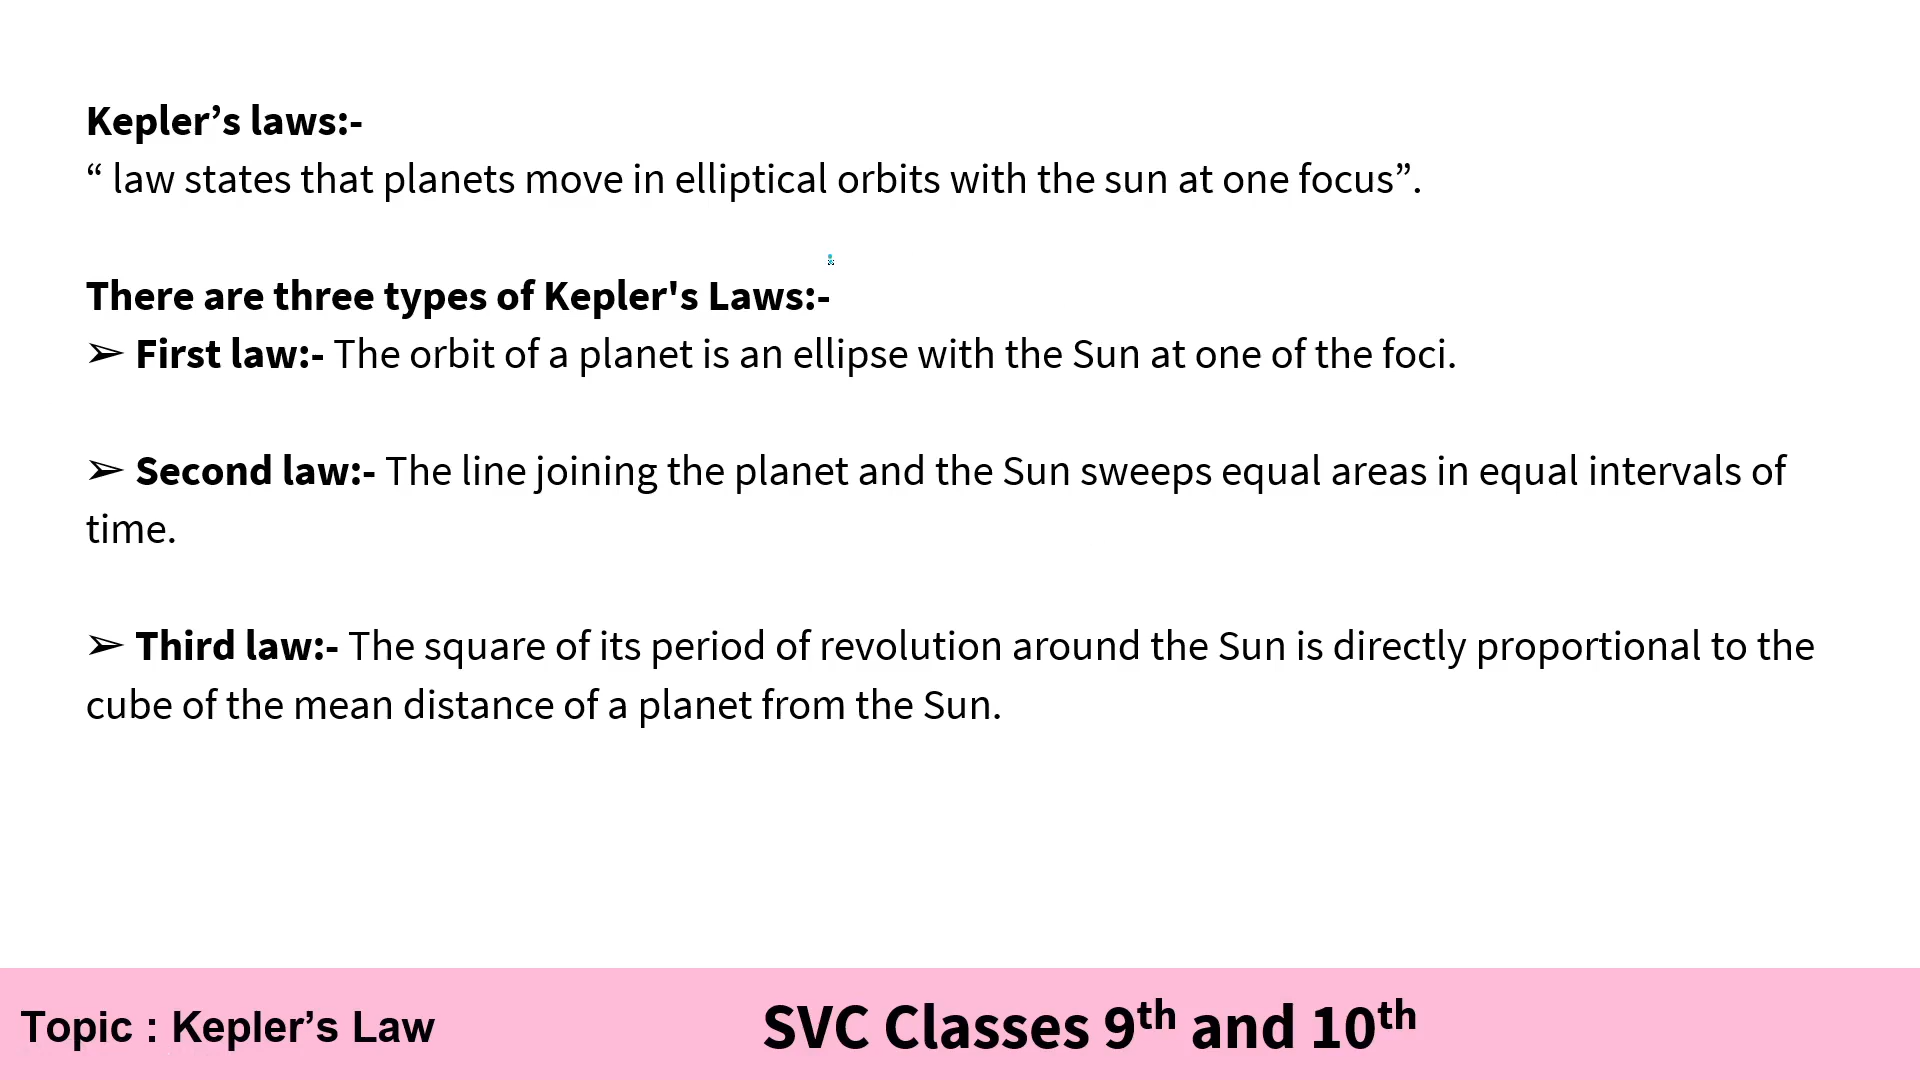 Kepler’s laws:-
“ law states that planets move in elliptical orbits with the sun at one focus”.
There are three types of Kepler's Laws:-
➢ First law:- The orbit of a planet is an ellipse with the Sun at one of the foci.
➢ Second law:- The line joining the planet and the Sun sweeps equal areas in equal intervals of
time.
➢ Third law:- The square of its period of revolution around the Sun is directly proportional to the
cube of the mean distance of a planet from the Sun.
Topic : Kepler’s Law
SVC Classes 9th and 10th